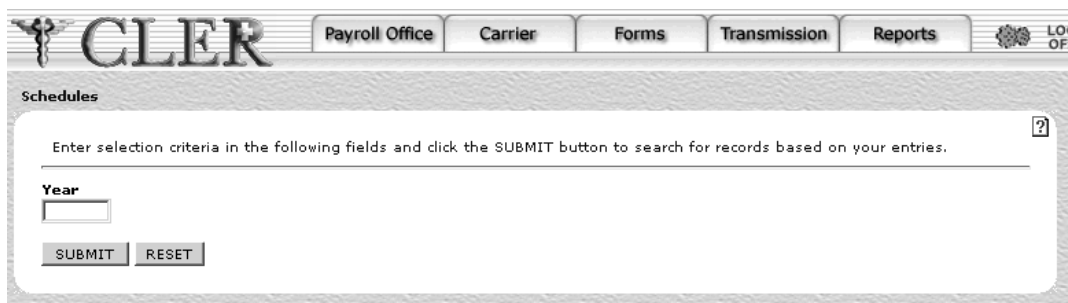 CLER
Payroll Office Carrier Forms Transmission Reports
Schedules
?
Enter selection criteria in the following fields and click the SUBMIT button to search for records based on your entries.
Year
SUBMIT RESET